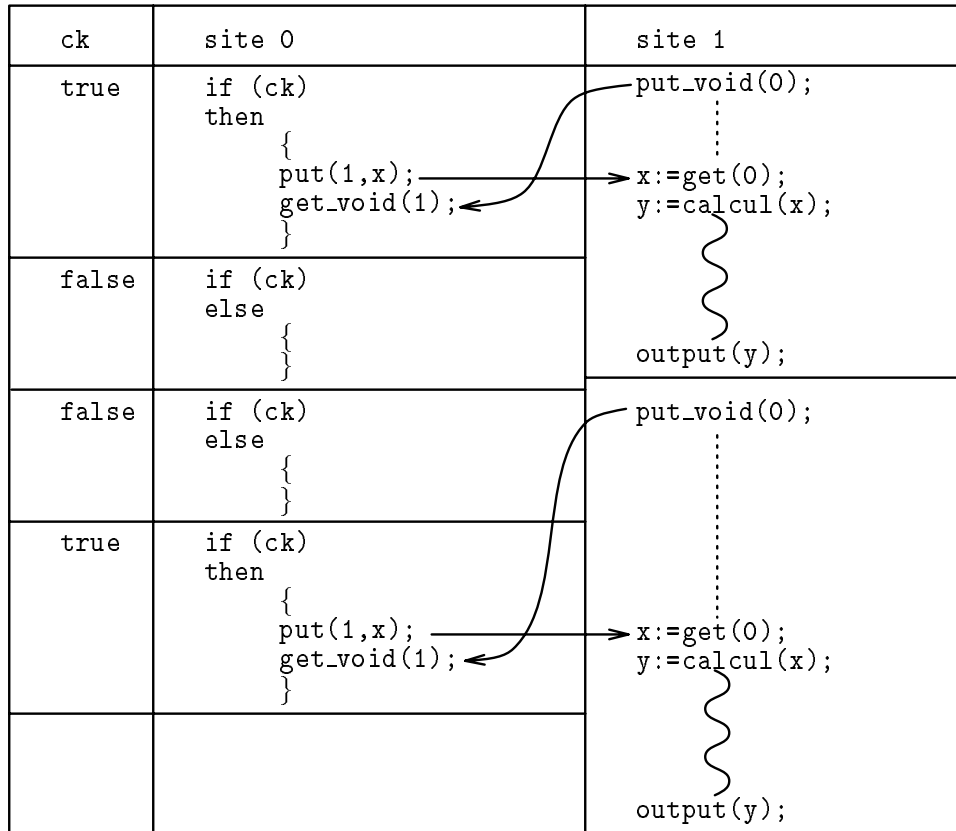 ck site 0 site 1
true if (ck) put_void(0);
then
{
put(1,x); x:=get(0);
get_void(1); y:=calcul(x);
}
false if (ck)
else
{
} output(y);
false if (ck) put_void(0);
else
{
}
true if (ck)
then
{
put(1,x); x:=get(0);
get_void(1); y:=calcul(x);
}
output(y);